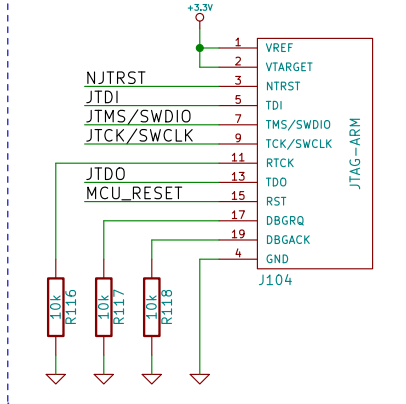 +3.3V
1 VREF
2 VTARGET
NJTRST 3 NTRST
JTDI 5 TDI
JTMS/SWDIO 7 TMS/SWDIO
JTCK/SWCLK 9 TCK/SWCLK
11 RTCK
JTDO 13 TDO
MCU_RESET 15 RST
17 DBGRQ
19 DBGACK
4 GND
JTAG-ARM
J104
10k R116
10k R117
10k R118